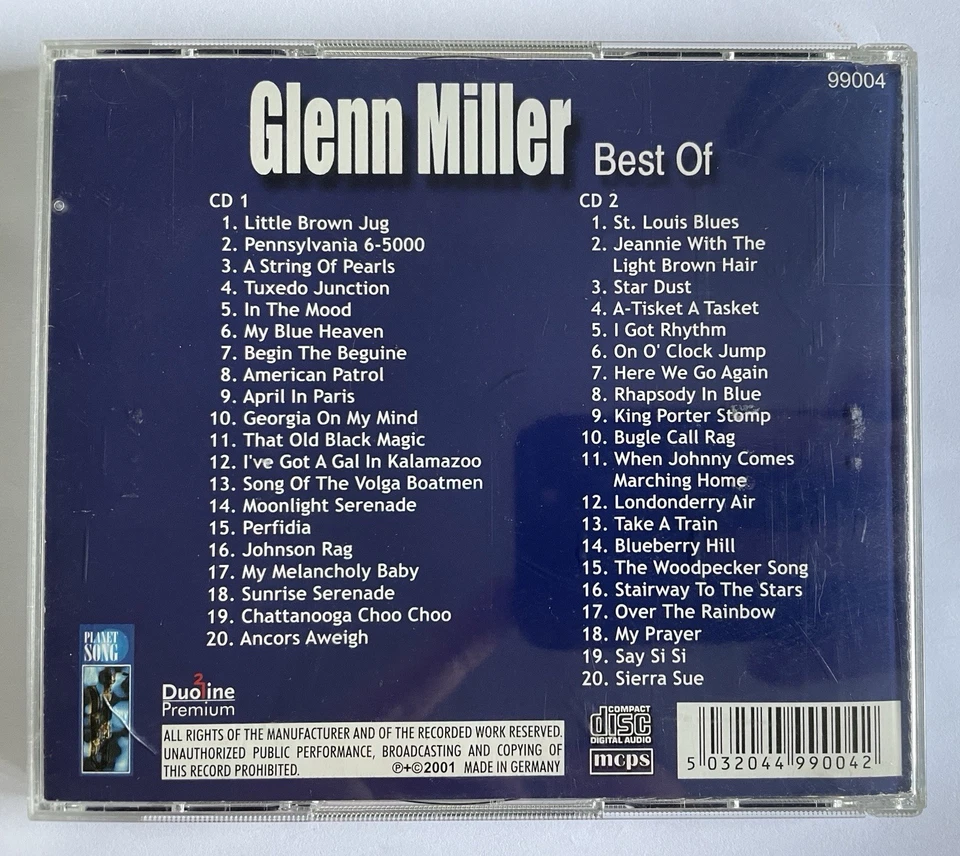 99004
Glenn Miller Best Of
CD 1
1. Little Brown Jug
2. Pennsylvania 6-5000
3. A String Of Pearls
4. Tuxedo Junction
5. In The Mood
6. My Blue Heaven
7. Begin The Beguine
8. American Patrol
9. April In Paris
10. Georgia On My Mind
11. That Old Black Magic
12. I've Got A Gal In Kalamazoo
13. Song Of The Volga Boatmen
14. Moonlight Serenade
15. Perfidia
16. Johnson Rag
17. My Melancholy Baby
18. Sunrise Serenade
19. Chattanooga Choo Choo
20. Ancors Aweigh
CD 2
1. St. Louis Blues
2. Jeannie With The
Light Brown Hair
3. Star Dust
4. A-Tisket A Tasket
5. I Got Rhythm
6. On O' Clock Jump
7. Here We Go Again
8. Rhapsody In Blue
9. King Porter Stomp
10. Bugle Call Rag
11. When Johnny Comes
Marching Home
12. Londonderry Air
13. Take A Train
14. Blueberry Hill
15. The Woodpecker Song
16. Stairway To The Stars
17. Over The Rainbow
18. My Prayer
19. Say Si Si
20. Sierra Sue
PLANET
SONG
2
Duoline
Premium
ALL RIGHTS OF THE MANUFACTURER AND OF THE RECORDED WORK RESERVED.
UNAUTHORIZED PUBLIC PERFORMANCE, BROADCASTING AND COPYING OF
THIS RECORD PROHIBITED. ℗+©2001 MADE IN GERMANY
COMPACT
disc
DIGITAL AUDIO
mcps
5 032044 990042